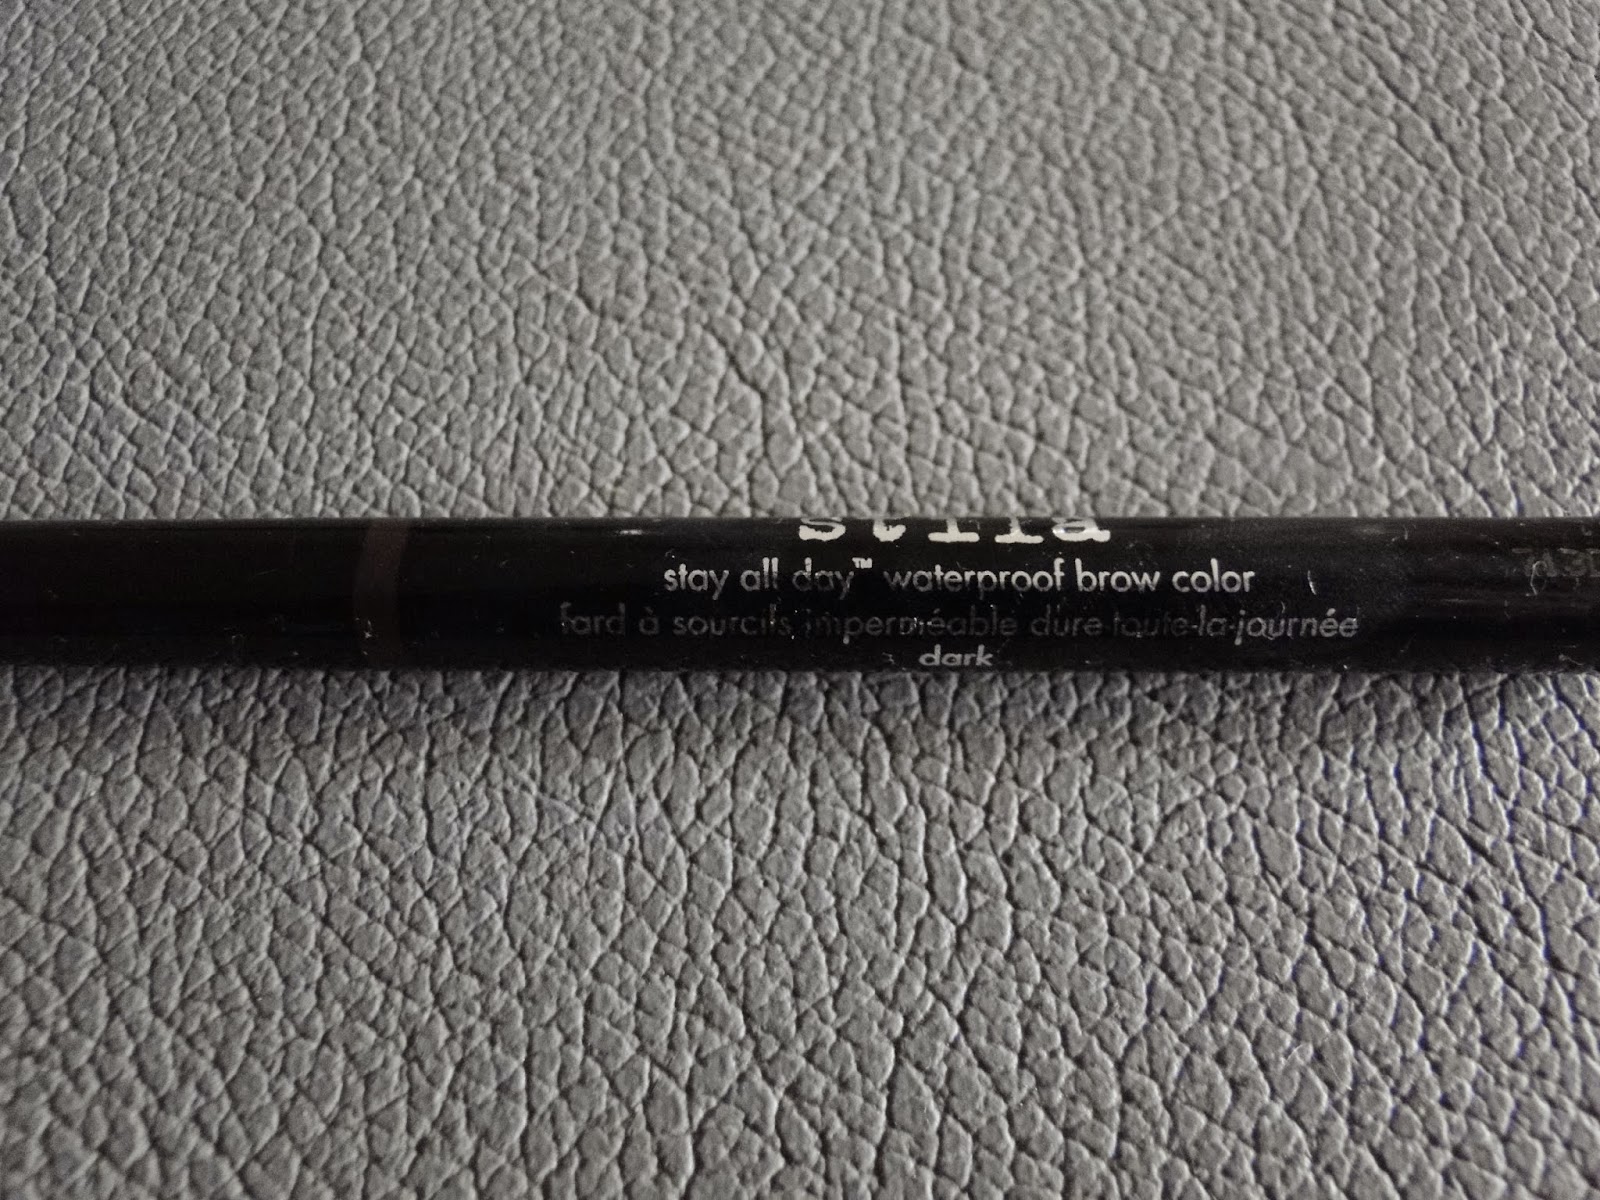 stila
stay all day™ waterproof brow color
fard à sourcils imperméable dure-toute-la-journée
dark